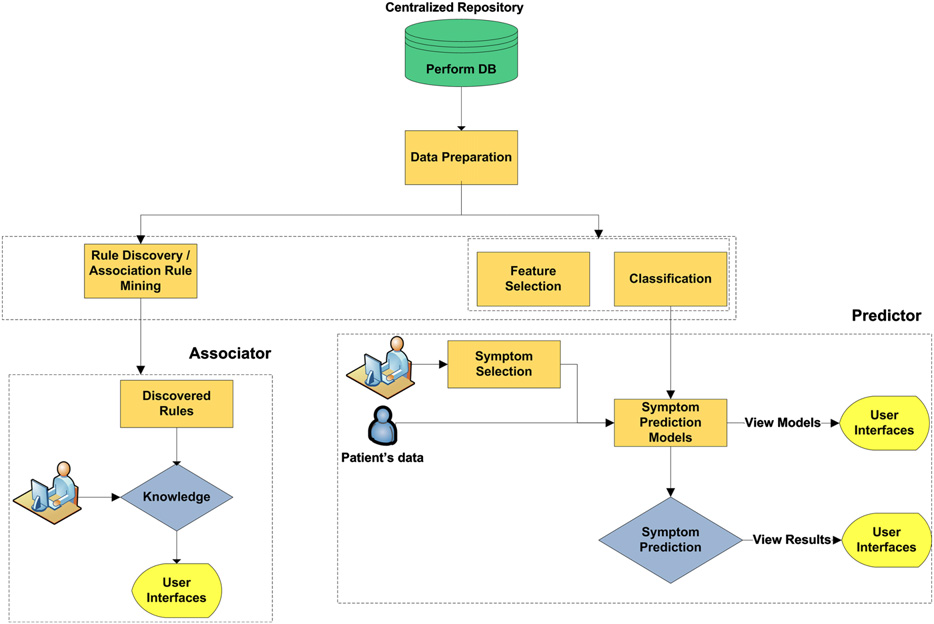 Centralized Repository
Perform DB
Data Preparation
Rule Discovery /
Association Rule
Mining
Feature
Selection
Classification
Predictor
Associator
Symptom
Selection
Discovered
Rules
Symptom
Prediction
Models
View Models
User
Interfaces
Patient's data
Knowledge
Symptom
Prediction
View Results
User
Interfaces
User
Interfaces